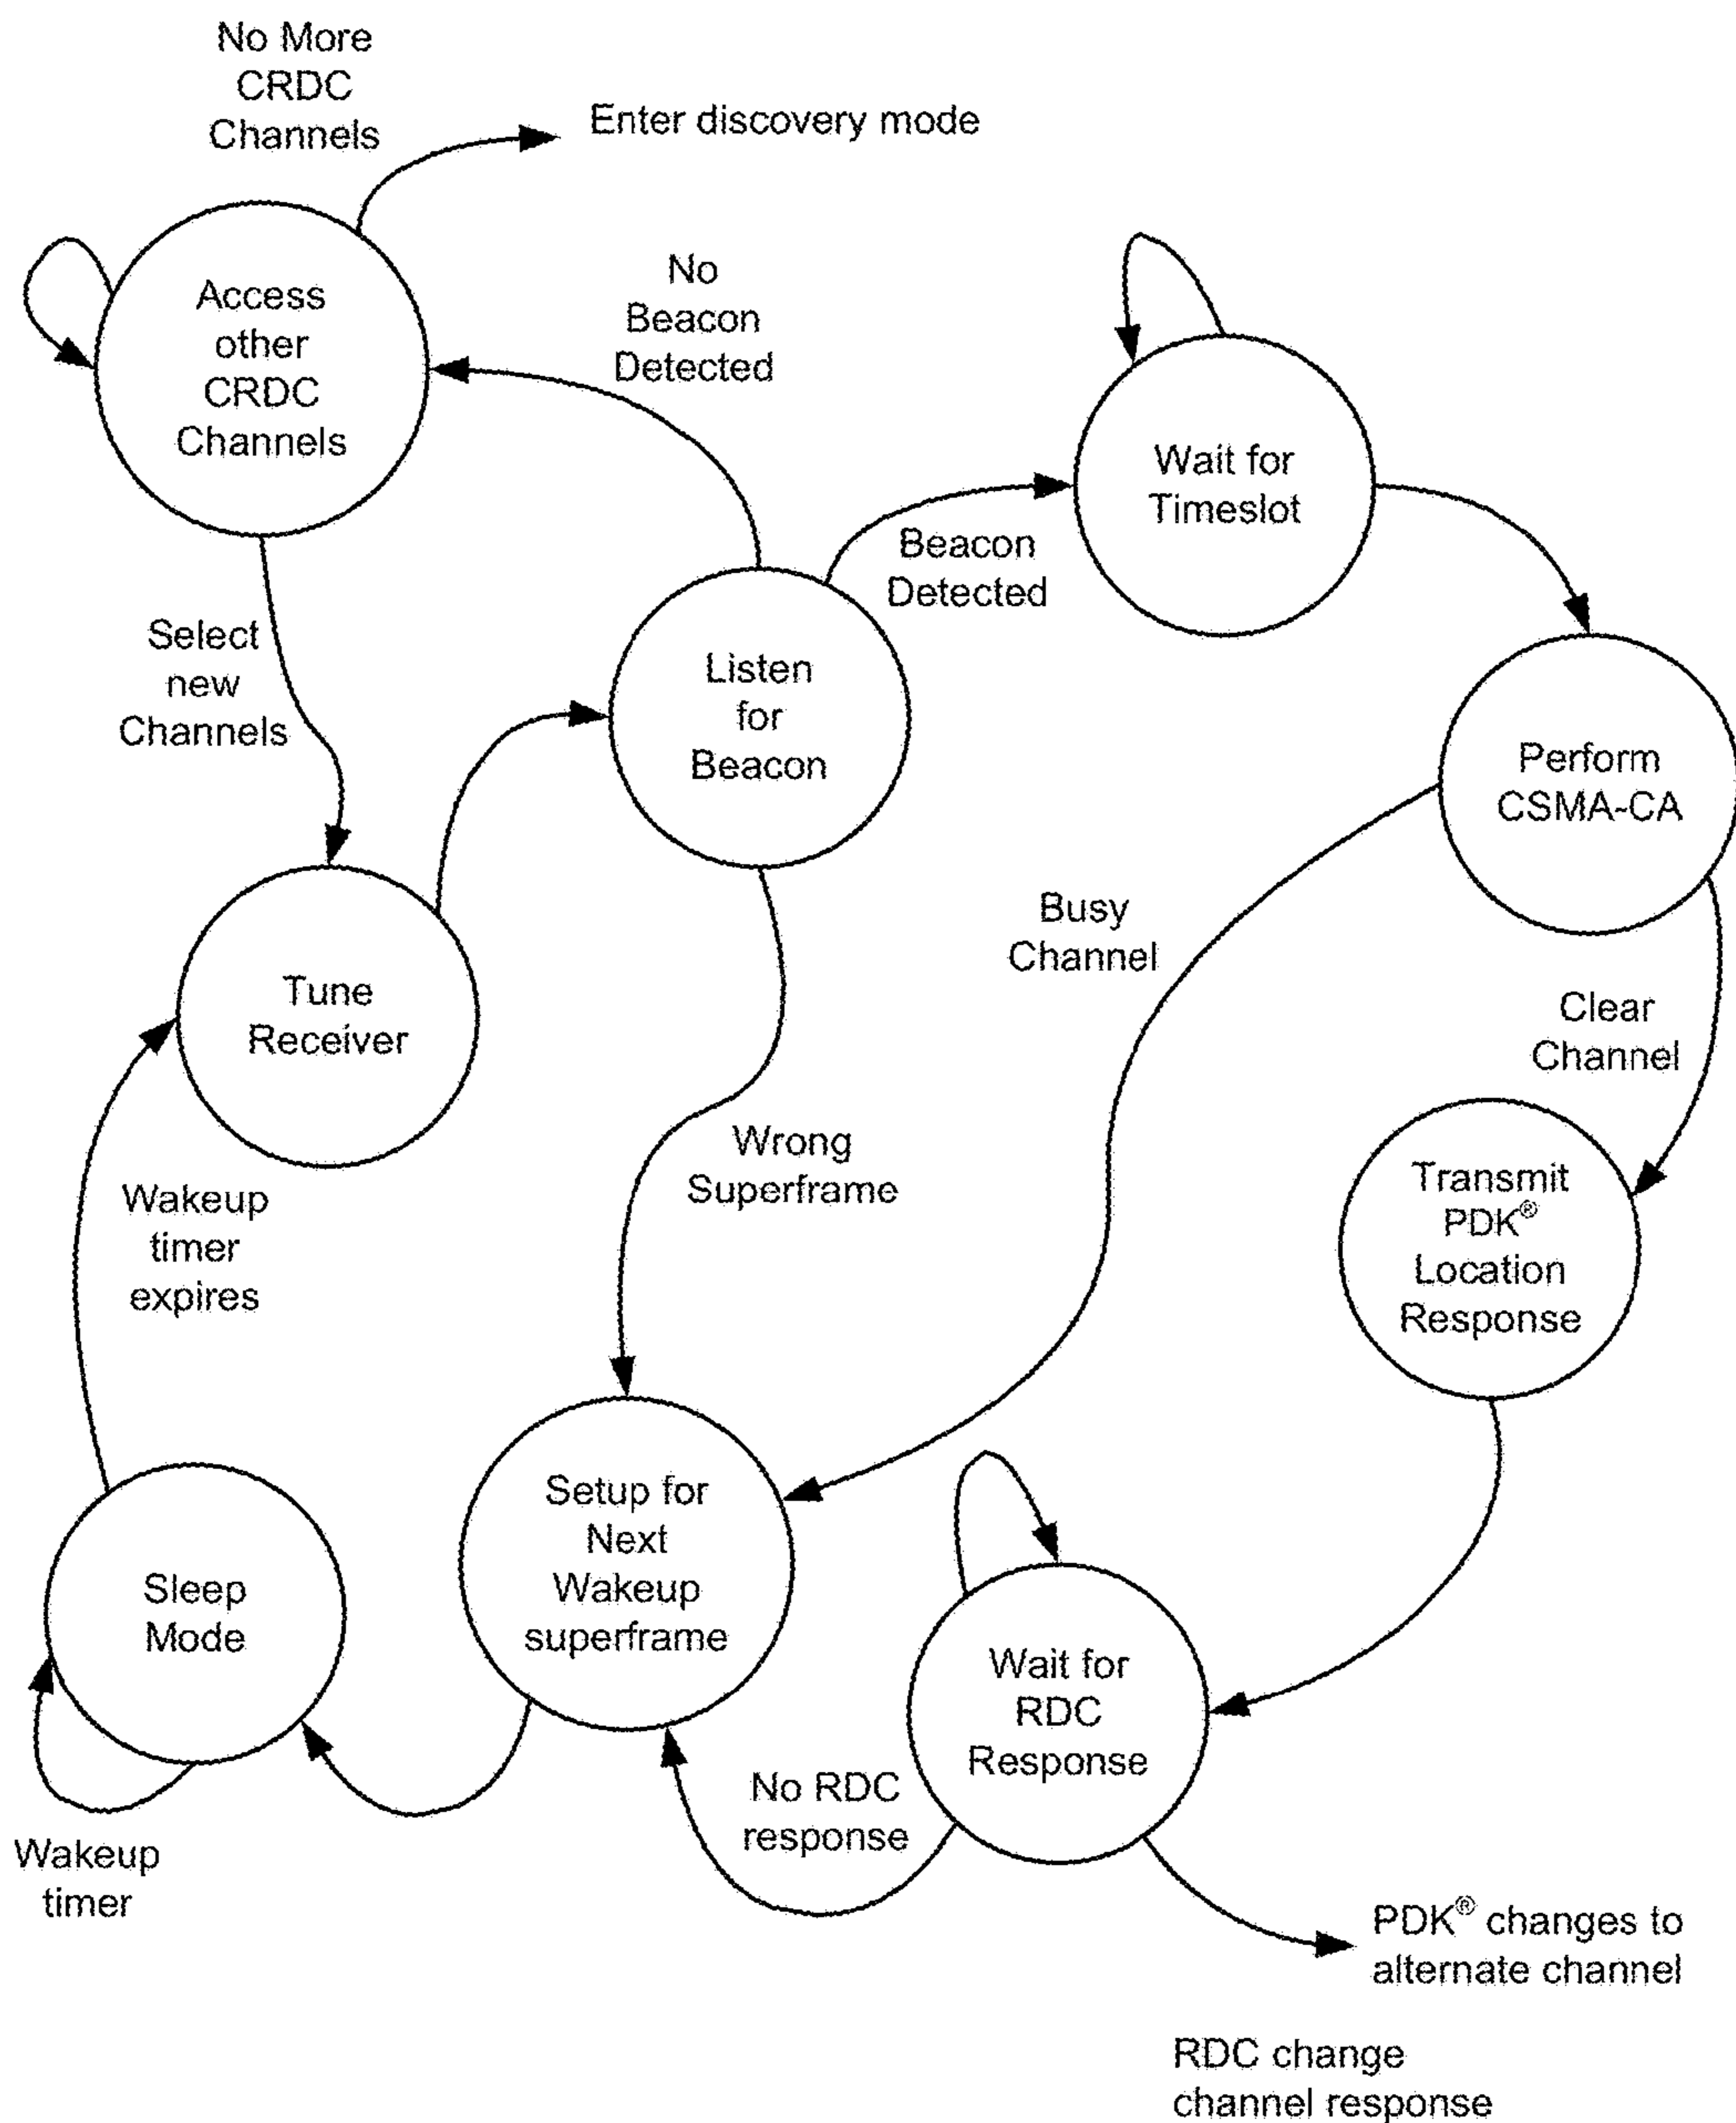 No More
CRDC
Channels
Enter discovery mode
Access
other
CRDC
Channels
No
Beacon
Detected
Wait for
Timeslot
Beacon
Detected
Select
new
Channels
Listen
for
Beacon
Perform
CSMA-CA
Busy
Channel
Clear
Channel
Tune
Receiver
Wrong
Superframe
Wakeup
timer
expires
Transmit
PDK®
Location
Response
Setup for
Next
Wakeup
superframe
Sleep
Mode
Wait for
RDC
Response
No RDC
response
Wakeup
timer
PDK® changes to
alternate channel
RDC change
channel response